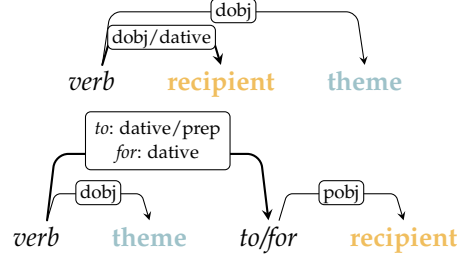 dobj
dobj/dative
verb recipient theme
to: dative/prep
for: dative
dobj pobj
verb theme to/for recipient